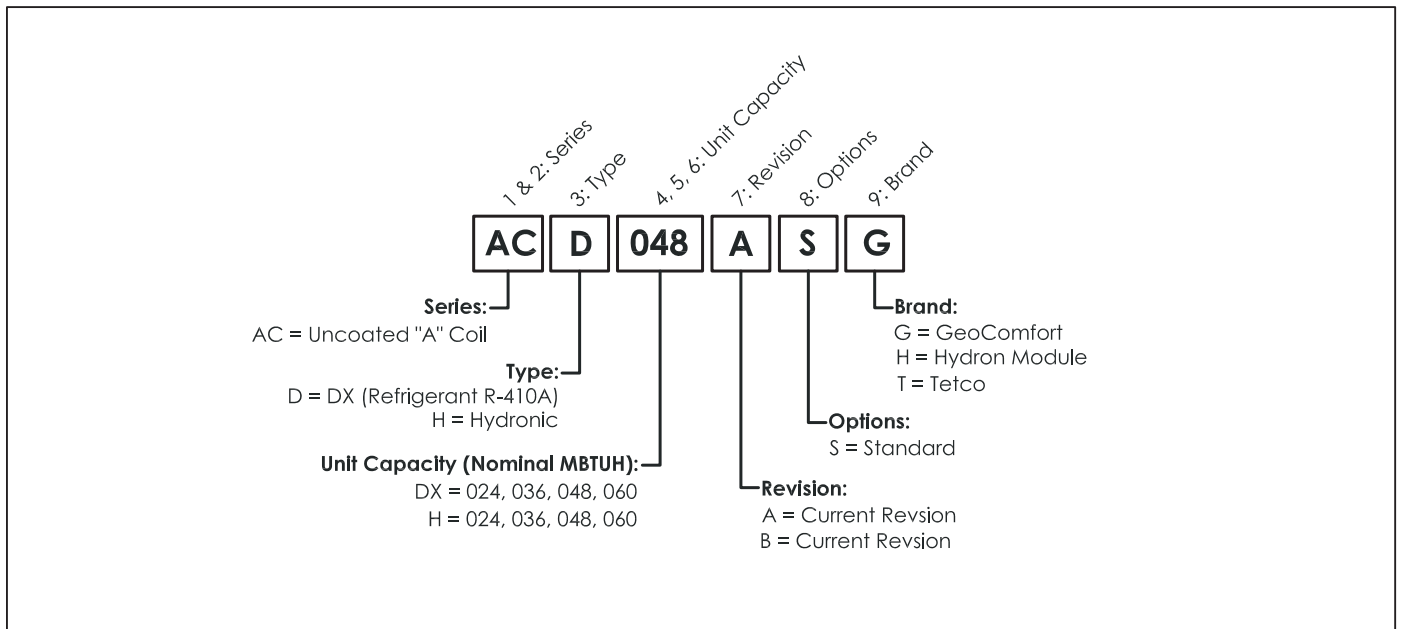 1 & 2: Series
3: Type
4, 5, 6: Unit Capacity
7: Revision
8: Options
9: Brand
AC D 048 A S G
Series:
AC = Uncoated "A" Coil
Type:
D = DX (Refrigerant R-410A)
H = Hydronic
Unit Capacity (Nominal MBTUH):
DX = 024, 036, 048, 060
H = 024, 036, 048, 060
Brand:
G = GeoComfort
H = Hydron Module
T = Tetco
Options:
S = Standard
Revision:
A = Current Revsion
B = Current Revsion